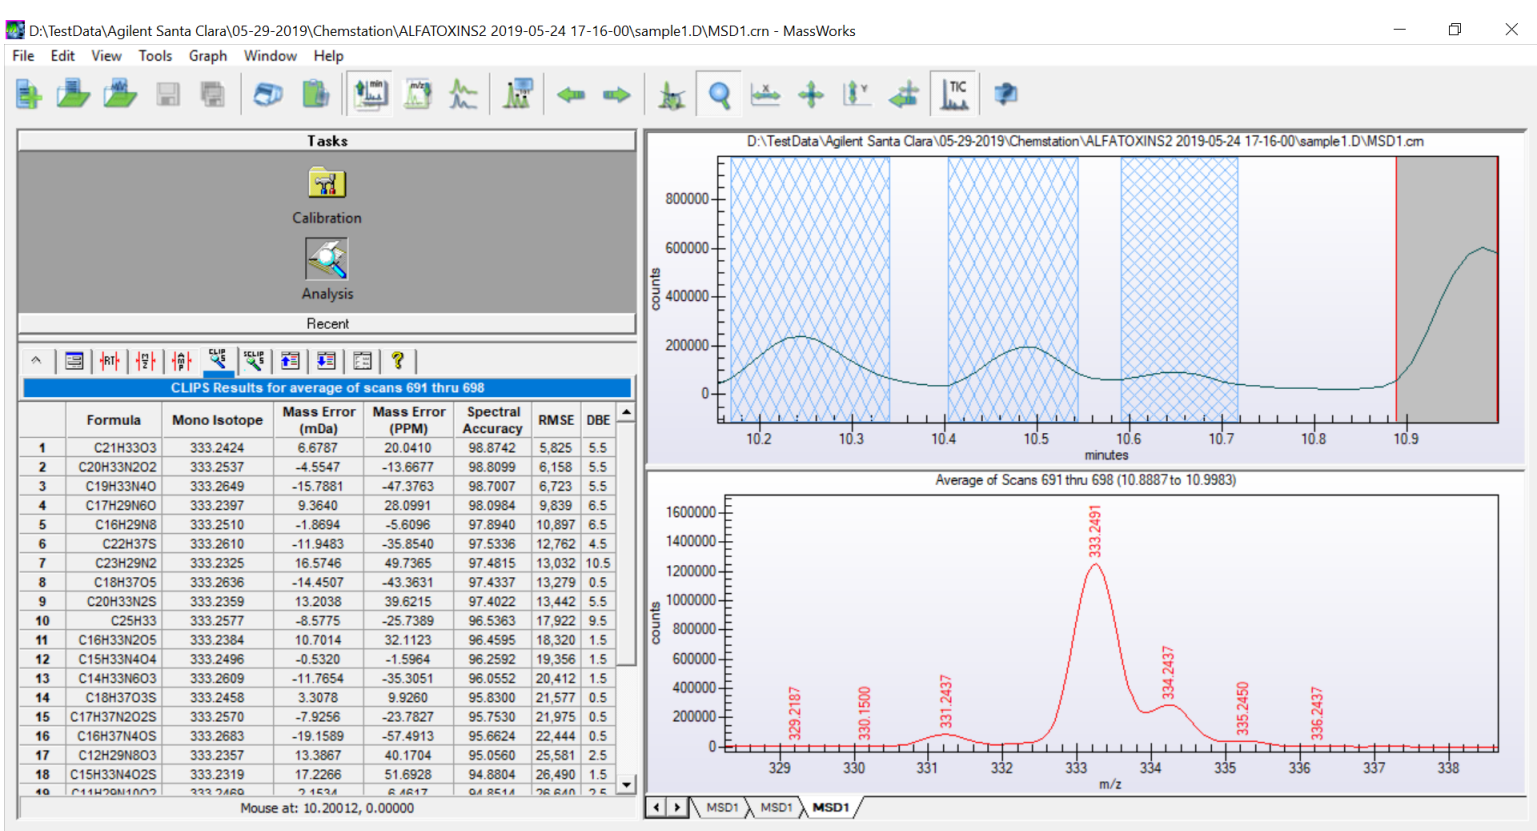 D:\TestData\Agilent Santa Clara\05-29-2019\Chemstation\ALFATOXINS2 2019-05-24 17-16-00\sample1.D\MSD1.crn - MassWorks
File Edit View Tools Graph Window Help
min m/z X Y TIC
Tasks
Calibration
Analysis
Recent
RT CLIPS sCLIPS ?
CLIPS Results for average of scans 691 thru 698
Formula Mono Isotope Mass Error (mDa) Mass Error (PPM) Spectral Accuracy RMSE DBE
1 C21H33O3 333.2424 6.6787 20.0410 98.8742 5,825 5.5
2 C20H33N2O2 333.2537 -4.5547 -13.6677 98.8099 6,158 5.5
3 C19H33N4O 333.2649 -15.7881 -47.3763 98.7007 6,723 5.5
4 C17H29N6O 333.2397 9.3640 28.0991 98.0984 9,839 6.5
5 C16H29N8 333.2510 -1.8694 -5.6096 97.8940 10,897 6.5
6 C22H37S 333.2610 -11.9483 -35.8540 97.5336 12,762 4.5
7 C23H29N2 333.2325 16.5746 49.7365 97.4815 13,032 10.5
8 C18H37O5 333.2636 -14.4507 -43.3631 97.4337 13,279 0.5
9 C20H33N2S 333.2359 13.2038 39.6215 97.4022 13,442 5.5
10 C25H33 333.2577 -8.5775 -25.7389 96.5363 17,922 9.5
11 C16H33N2O5 333.2384 10.7014 32.1123 96.4595 18,320 1.5
12 C15H33N4O4 333.2496 -0.5320 -1.5964 96.2592 19,356 1.5
13 C14H33N6O3 333.2609 -11.7654 -35.3051 96.0552 20,412 1.5
14 C18H37O3S 333.2458 3.3078 9.9260 95.8300 21,577 0.5
15 C17H37N2O2S 333.2570 -7.9256 -23.7827 95.7530 21,975 0.5
16 C16H37N4OS 333.2683 -19.1589 -57.4913 95.6624 22,444 0.5
17 C12H29N8O3 333.2357 13.3867 40.1704 95.0560 25,581 2.5
18 C15H33N4O2S 333.2319 17.2266 51.6928 94.8804 26,490 1.5
19 C11H29N10O2 333.2469 2.1534 6.4617 94.8514 26,640 2.5
Mouse at: 10.20012, 0.00000
D:\TestData\Agilent Santa Clara\05-29-2019\Chemstation\ALFATOXINS2 2019-05-24 17-16-00\sample1.D\MSD1.crn
counts
800000
600000
400000
200000
0
10.2 10.3 10.4 10.5 10.6 10.7 10.8 10.9
minutes
Average of Scans 691 thru 698 (10.8887 to 10.9983)
counts
1600000
1400000
1200000
1000000
800000
600000
400000
200000
0
329.2187
330.1500
331.2437
333.2491
334.2437
335.2450
336.2437
329 330 331 332 333 334 335 336 337 338
m/z
MSD1 MSD1 MSD1